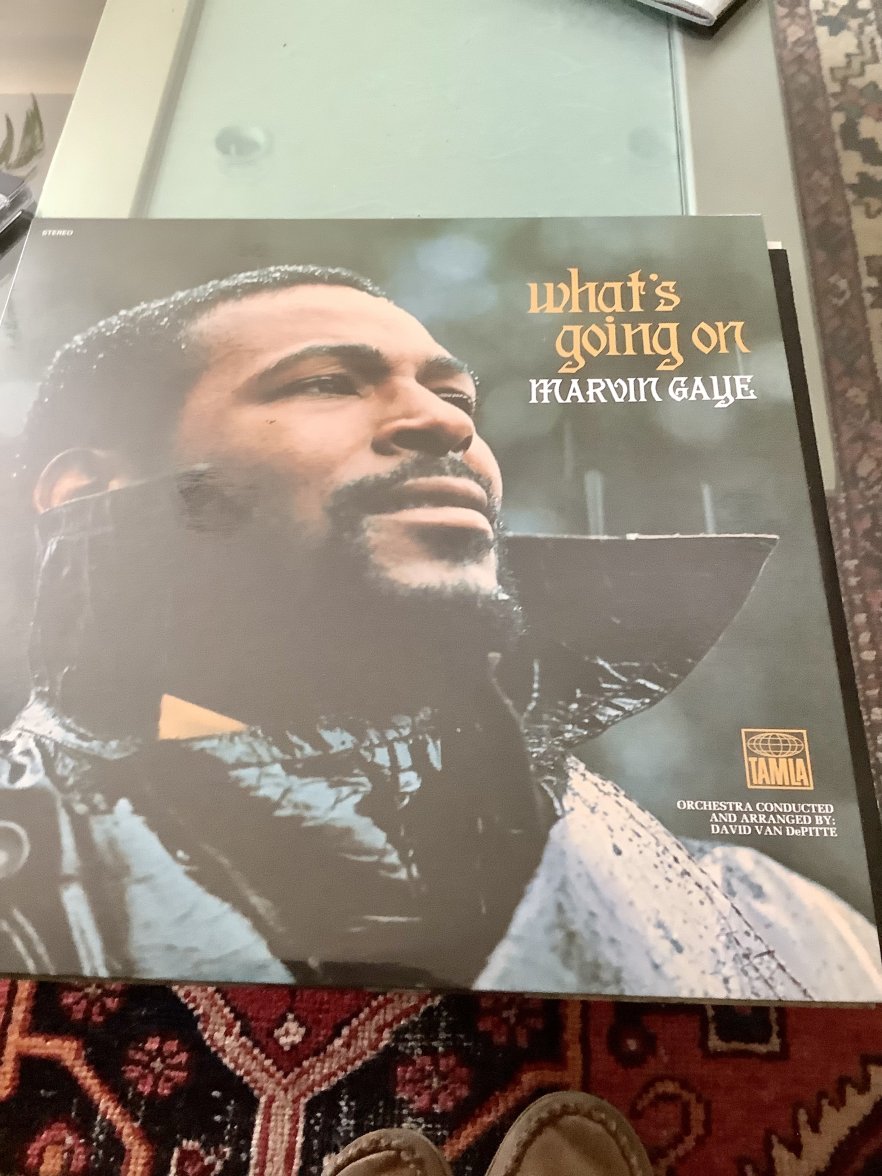 STEREO
what's
going on
MARVIN GAYE
TAMLA
ORCHESTRA CONDUCTED
AND ARRANGED BY:
DAVID VAN DePITTE